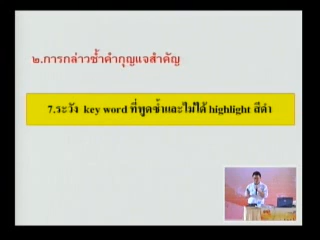 ๒.การกล่าวซ้ำคำกุญแจสำคัญ
7.ระวัง key word ที่พูดซ้ำและไม่ได้ highlight สีดำ